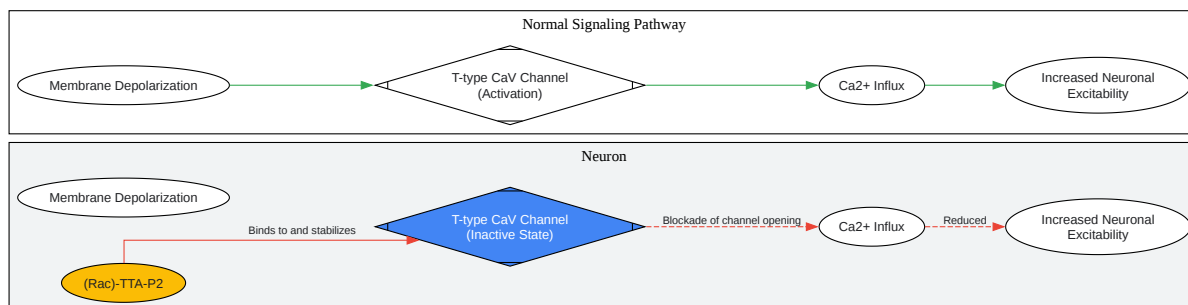 Normal Signaling Pathway
Membrane Depolarization
T-type CaV Channel
(Activation)
Ca2+ Influx
Increased Neuronal
Excitability
Neuron
Membrane Depolarization
Binds to and stabilizes
T-type CaV Channel
(Inactive State)
Blockade of channel opening
Ca2+ Influx
Reduced
Increased Neuronal
Excitability
(Rac)-TTA-P2